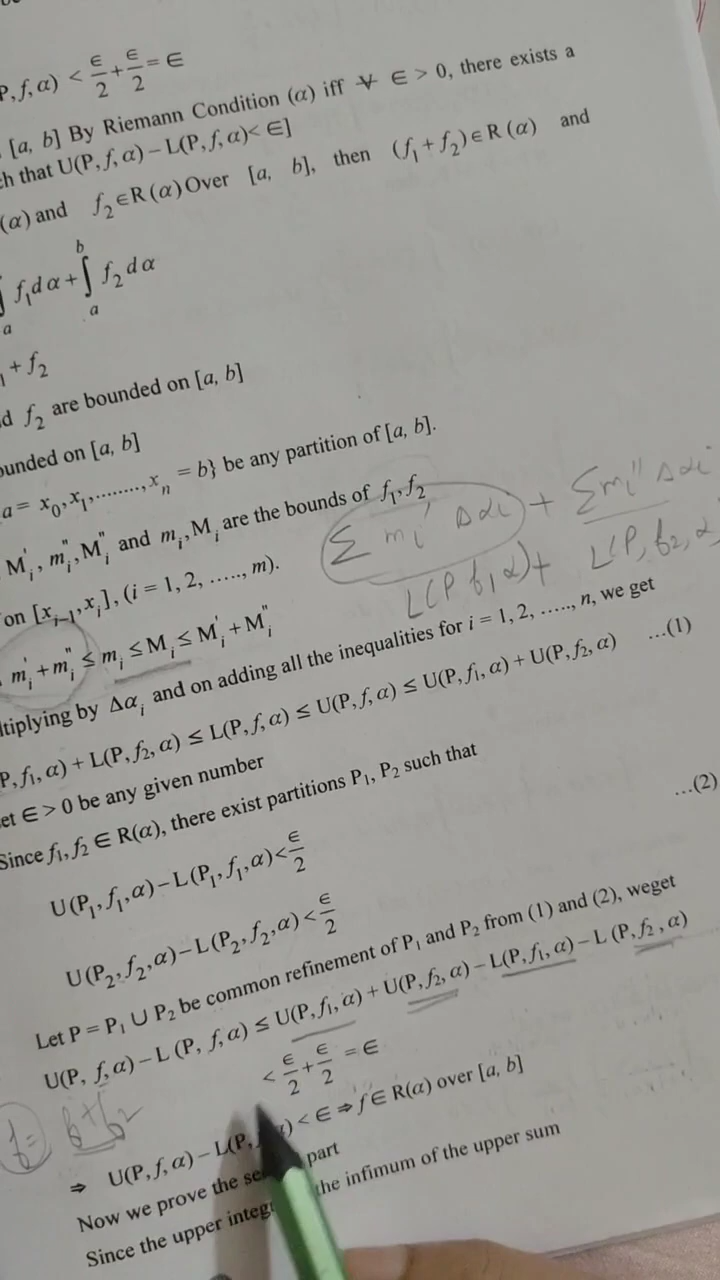 P, f, α) < ϵ/2 + ϵ/2 = ϵ
[a, b] By Riemann Condition (α) iff ∀ ϵ > 0, there exists a
ch that U(P, f, α) – L(P, f, α) < ϵ]
(α) and f₂ ∈ R (α) Over [a, b], then (f₁ + f₂) ∈ R (α) and
∫ₐ f₁ dα + ∫ₐᵇ f₂ dα
₁ + f₂
d f₂ are bounded on [a, b]
ounded on [a, b]
a = x₀, x₁, ........, xₙ = b} be any partition of [a, b].
M'ᵢ, m"ᵢ, M"ᵢ and mᵢ, Mᵢ are the bounds of f₁, f₂
Σ mᵢ' Δαᵢ + Σ mᵢ'' Δαᵢ
on [xᵢ₋₁, xᵢ], (i = 1, 2, ....., m).
L(P f₁ α) + L(P, f₂, α
m'ᵢ + m"ᵢ ≤ mᵢ ≤ Mᵢ ≤ M'ᵢ + M"ᵢ
ltiplying by Δαᵢ and on adding all the inequalities for i = 1, 2, ....., n, we get
P, f₁, α) + L(P, f₂, α) ≤ L(P, f, α) ≤ U(P, f, α) ≤ U(P, f₁, α) + U(P, f₂, α) ...(1)
et ϵ > 0 be any given number
Since f₁, f₂ ∈ R(α), there exist partitions P₁, P₂ such that
U(P₁, f₁, α) – L(P₁, f₁, α) < ϵ/2 ...(2)
U(P₂, f₂, α) – L(P₂, f₂, α) < ϵ/2
Let P = P₁ ∪ P₂ be common refinement of P₁ and P₂ from (1) and (2), weget
U(P, f, α) – L (P, f, α) ≤ U(P, f₁, α) + U(P, f₂, α) – L(P, f₁, α) – L (P, f₂, α)
< ϵ/2 + ϵ/2 = ϵ
f = f₁ + f₂
⇒ U(P, f, α) – L(P, α) < ϵ ⇒ f ∈ R(α) over [a, b]
Now we prove the se part
Since the upper integ the infimum of the upper sum